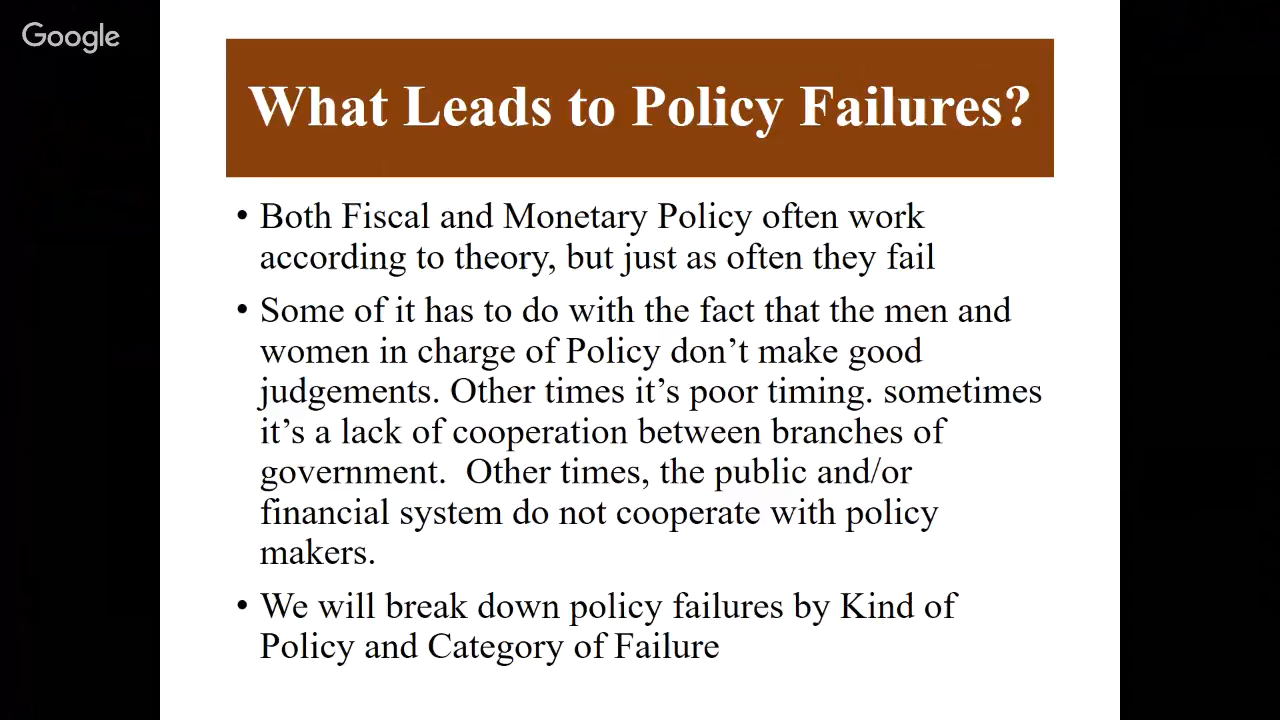 Google
What Leads to Policy Failures?
• Both Fiscal and Monetary Policy often work
according to theory, but just as often they fail
• Some of it has to do with the fact that the men and
women in charge of Policy don’t make good
judgements. Other times it’s poor timing. sometimes
it’s a lack of cooperation between branches of
government.  Other times, the public and/or
financial system do not cooperate with policy
makers.
• We will break down policy failures by Kind of
Policy and Category of Failure